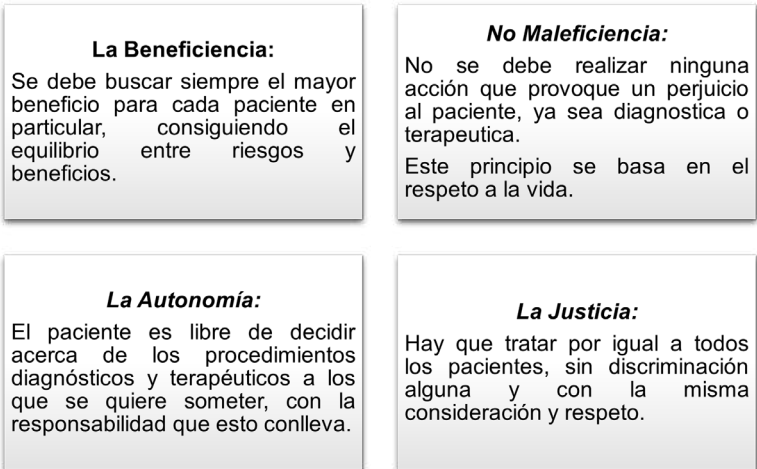 La Beneficiencia:
Se debe buscar siempre el mayor
beneficio para cada paciente en
particular, consiguiendo el
equilibrio entre riesgos y
beneficios.
No Maleficiencia:
No se debe realizar ninguna
acción que provoque un perjuicio
al paciente, ya sea diagnostica o
terapeutica.
Este principio se basa en el
respeto a la vida.
La Autonomía:
El paciente es libre de decidir
acerca de los procedimientos
diagnósticos y terapéuticos a los
que se quiere someter, con la
responsabilidad que esto conlleva.
La Justicia:
Hay que tratar por igual a todos
los pacientes, sin discriminación
alguna y con la misma
consideración y respeto.